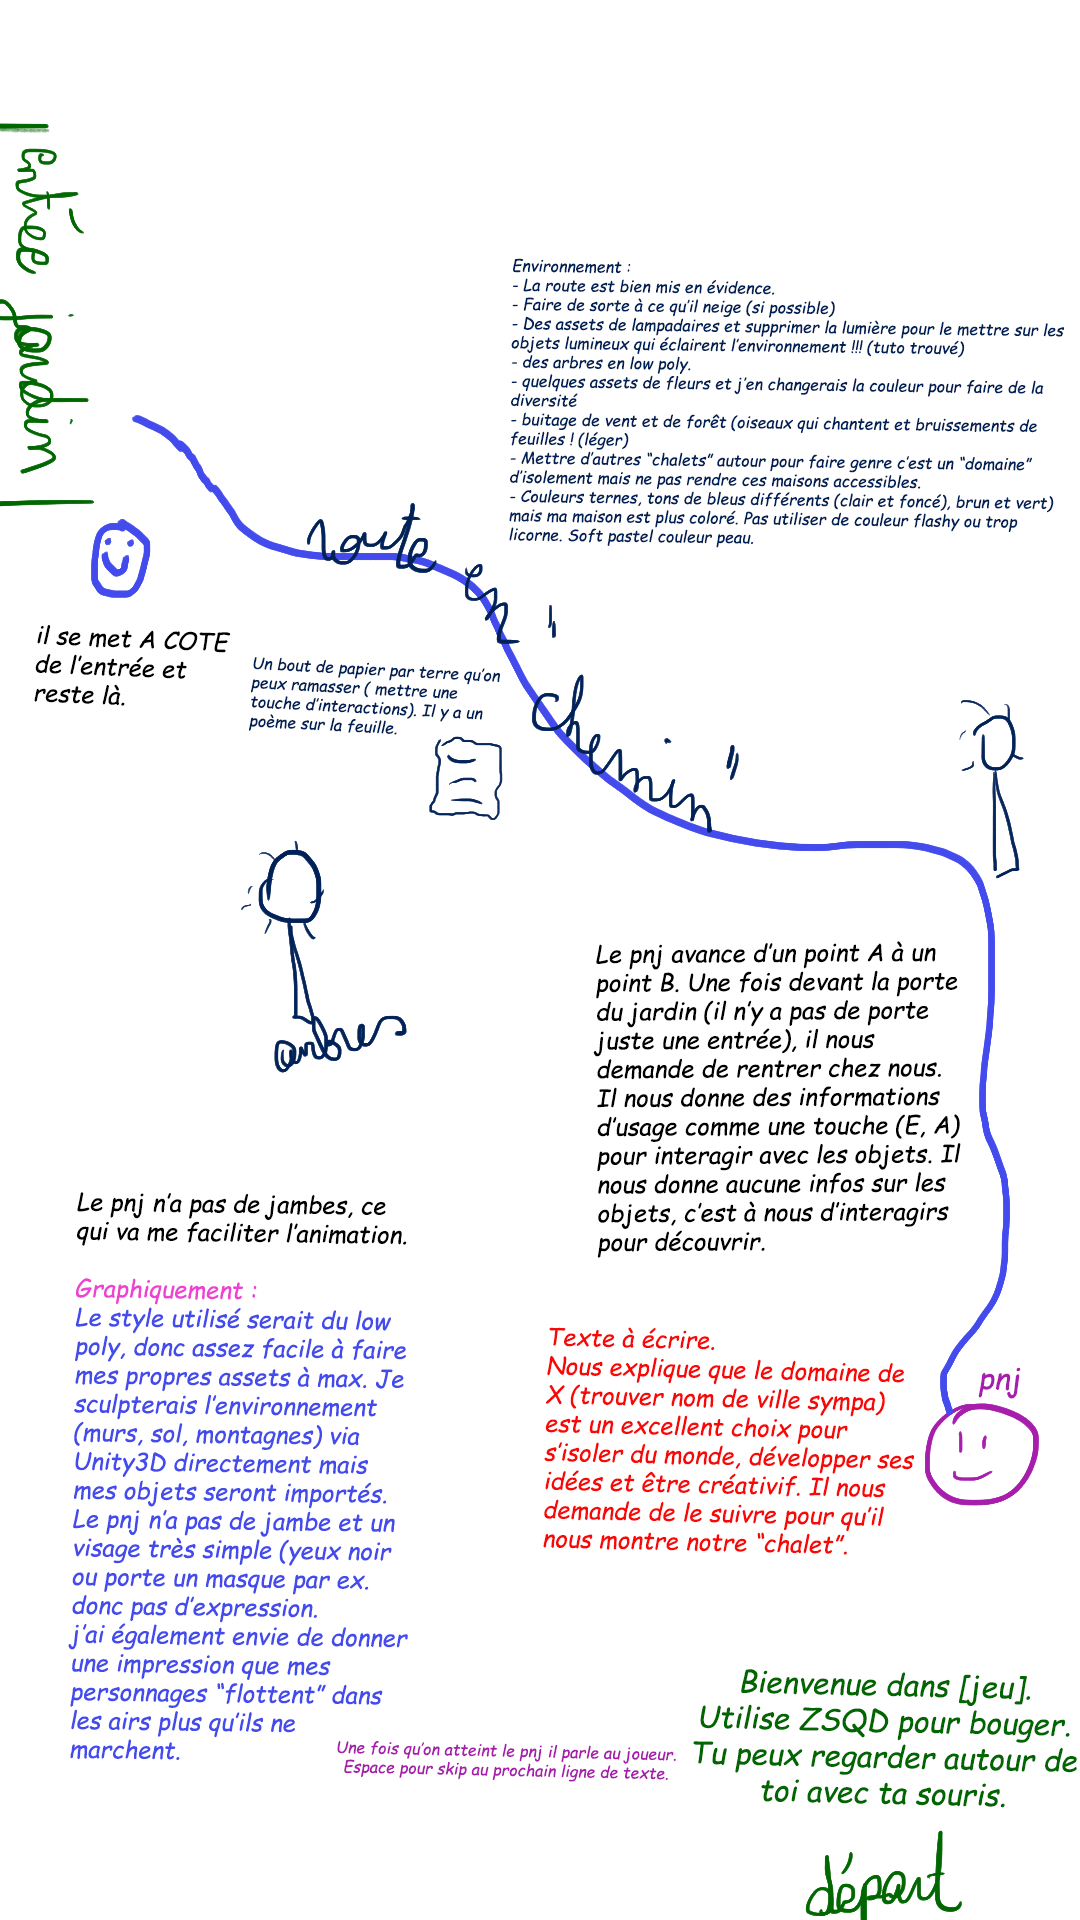 Entrée
jardin
Environnement :
- La route est bien mis en évidence.
- Faire de sorte à ce qu'il neige (si possible)
- Des assets de lampadaires et supprimer la lumière pour le mettre sur les
objets lumineux qui éclairent l'environnement !!! (tuto trouvé)
- des arbres en low poly.
- quelques assets de fleurs et j'en changerais la couleur pour faire de la
diversité
- buitage de vent et de forêt (oiseaux qui chantent et bruissements de
feuilles ! (léger)
- Mettre d'autres "chalets" autour pour faire genre c'est un "domaine"
d'isolement mais ne pas rendre ces maisons accessibles.
- Couleurs ternes, tons de bleus différents (clair et foncé), brun et vert)
mais ma maison est plus coloré. Pas utiliser de couleur flashy ou trop
licorne. Soft pastel couleur peau.
route
en "
chemin "
il se met A COTE
de l'entrée et
reste là.
Un bout de papier par terre qu'on
peux ramasser ( mettre une
touche d'interactions). Il y a un
poème sur la feuille.
arbres
Le pnj avance d'un point A à un
point B. Une fois devant la porte
du jardin (il n'y a pas de porte
juste une entrée), il nous
demande de rentrer chez nous.
Il nous donne des informations
d'usage comme une touche (E, A)
pour interagir avec les objets. Il
nous donne aucune infos sur les
objets, c'est à nous d'interagirs
pour découvrir.
Le pnj n'a pas de jambes, ce
qui va me faciliter l'animation.
Graphiquement :
Le style utilisé serait du low
poly, donc assez facile à faire
mes propres assets à max. Je
sculpterais l'environnement
(murs, sol, montagnes) via
Unity3D directement mais
mes objets seront importés.
Le pnj n'a pas de jambe et un
visage très simple (yeux noir
ou porte un masque par ex.
donc pas d'expression.
j'ai également envie de donner
une impression que mes
personnages "flottent" dans
les airs plus qu'ils ne
marchent.
Texte à écrire.
Nous explique que le domaine de
X (trouver nom de ville sympa)
est un excellent choix pour
s'isoler du monde, développer ses
idées et être créativif. Il nous
demande de le suivre pour qu'il
nous montre notre "chalet".
pnj
Une fois qu'on atteint le pnj il parle au joueur.
Espace pour skip au prochain ligne de texte.
Bienvenue dans [jeu].
Utilise ZSQD pour bouger.
Tu peux regarder autour de
toi avec ta souris.
départ